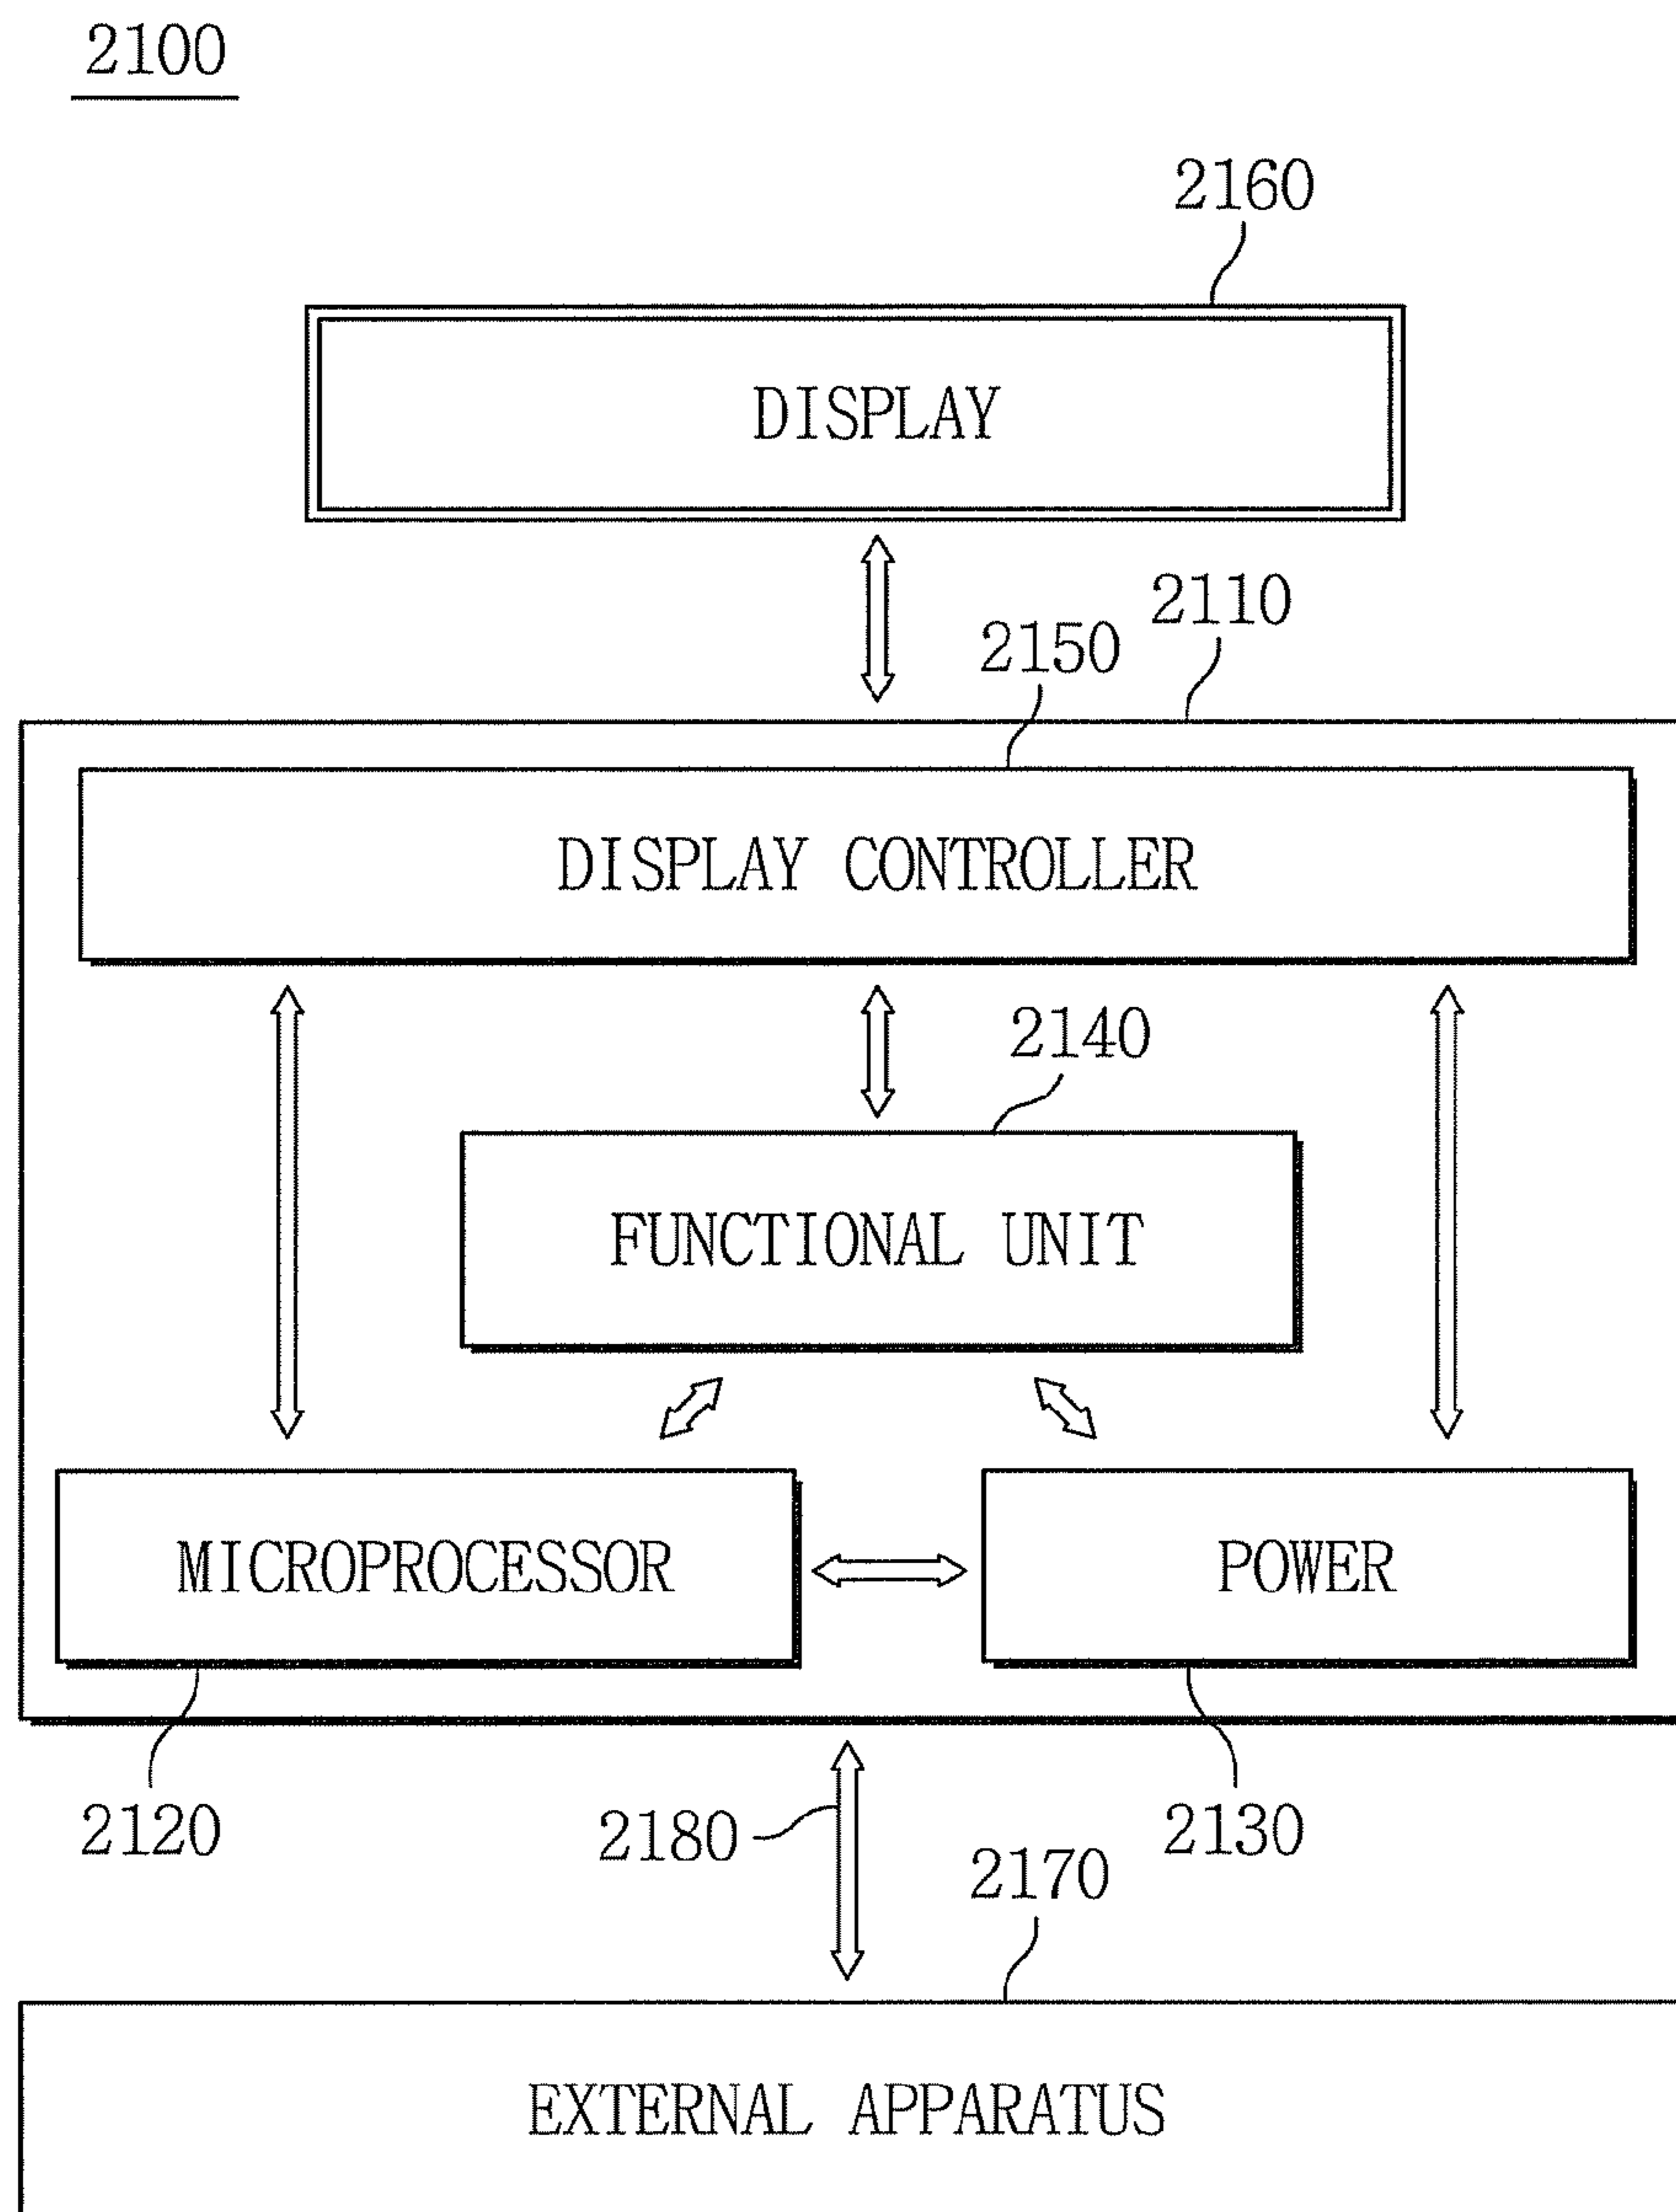 2100
2160
DISPLAY
2110
2150
DISPLAY CONTROLLER
2140
FUNCTIONAL UNIT
MICROPROCESSOR
POWER
2120
2180
2130
2170
EXTERNAL APPARATUS